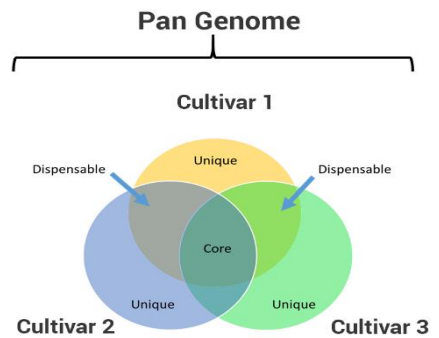 Pan Genome
Cultivar 1
Unique
Dispensable
Dispensable
Core
Unique
Unique
Cultivar 2
Cultivar 3